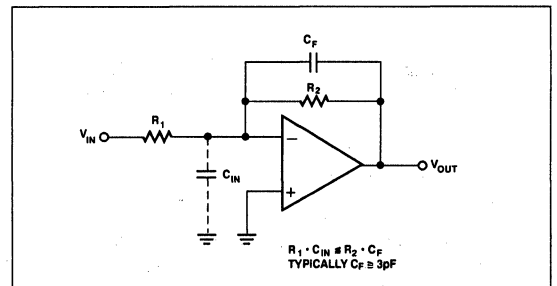 C_F
R_2
R_1
V_IN
C_IN
−
+
V_OUT
R_1 · C_IN ≅ R_2 · C_F
TYPICALLY C_F ≅ 3pF